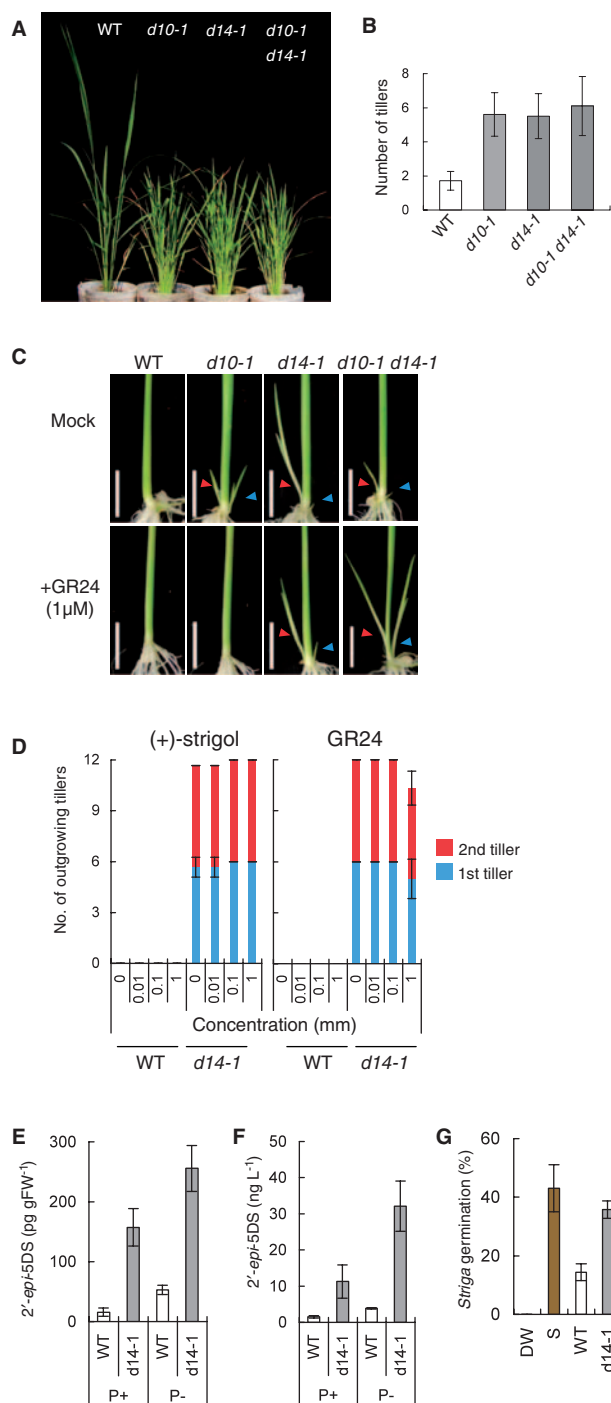 A
WT d10-1 d14-1 d10-1
d14-1
B
Number of tillers
8
6
4
2
0
WT d10-1 d14-1 d10-1 d14-1
C
WT d10-1 d14-1 d10-1 d14-1
Mock
+GR24
(1μM)
D
(+)-strigol GR24
No. of outgrowing tillers
12
9
6
3
0
2nd tiller
1st tiller
0 0.01 0.1 1 0 0.01 0.1 1 0 0.01 0.1 1 0 0.01 0.1 1
Concentration (mm)
WT d14-1 WT d14-1
E
2′-epi-5DS (pg gFW-1)
300
200
100
0
WT d14-1 WT d14-1
P+ P-
F
2′-epi-5DS (ng L-1)
50
40
30
20
10
0
WT d14-1 WT d14-1
P+ P-
G
Striga germination (%)
60
40
20
0
DW S WT d14-1